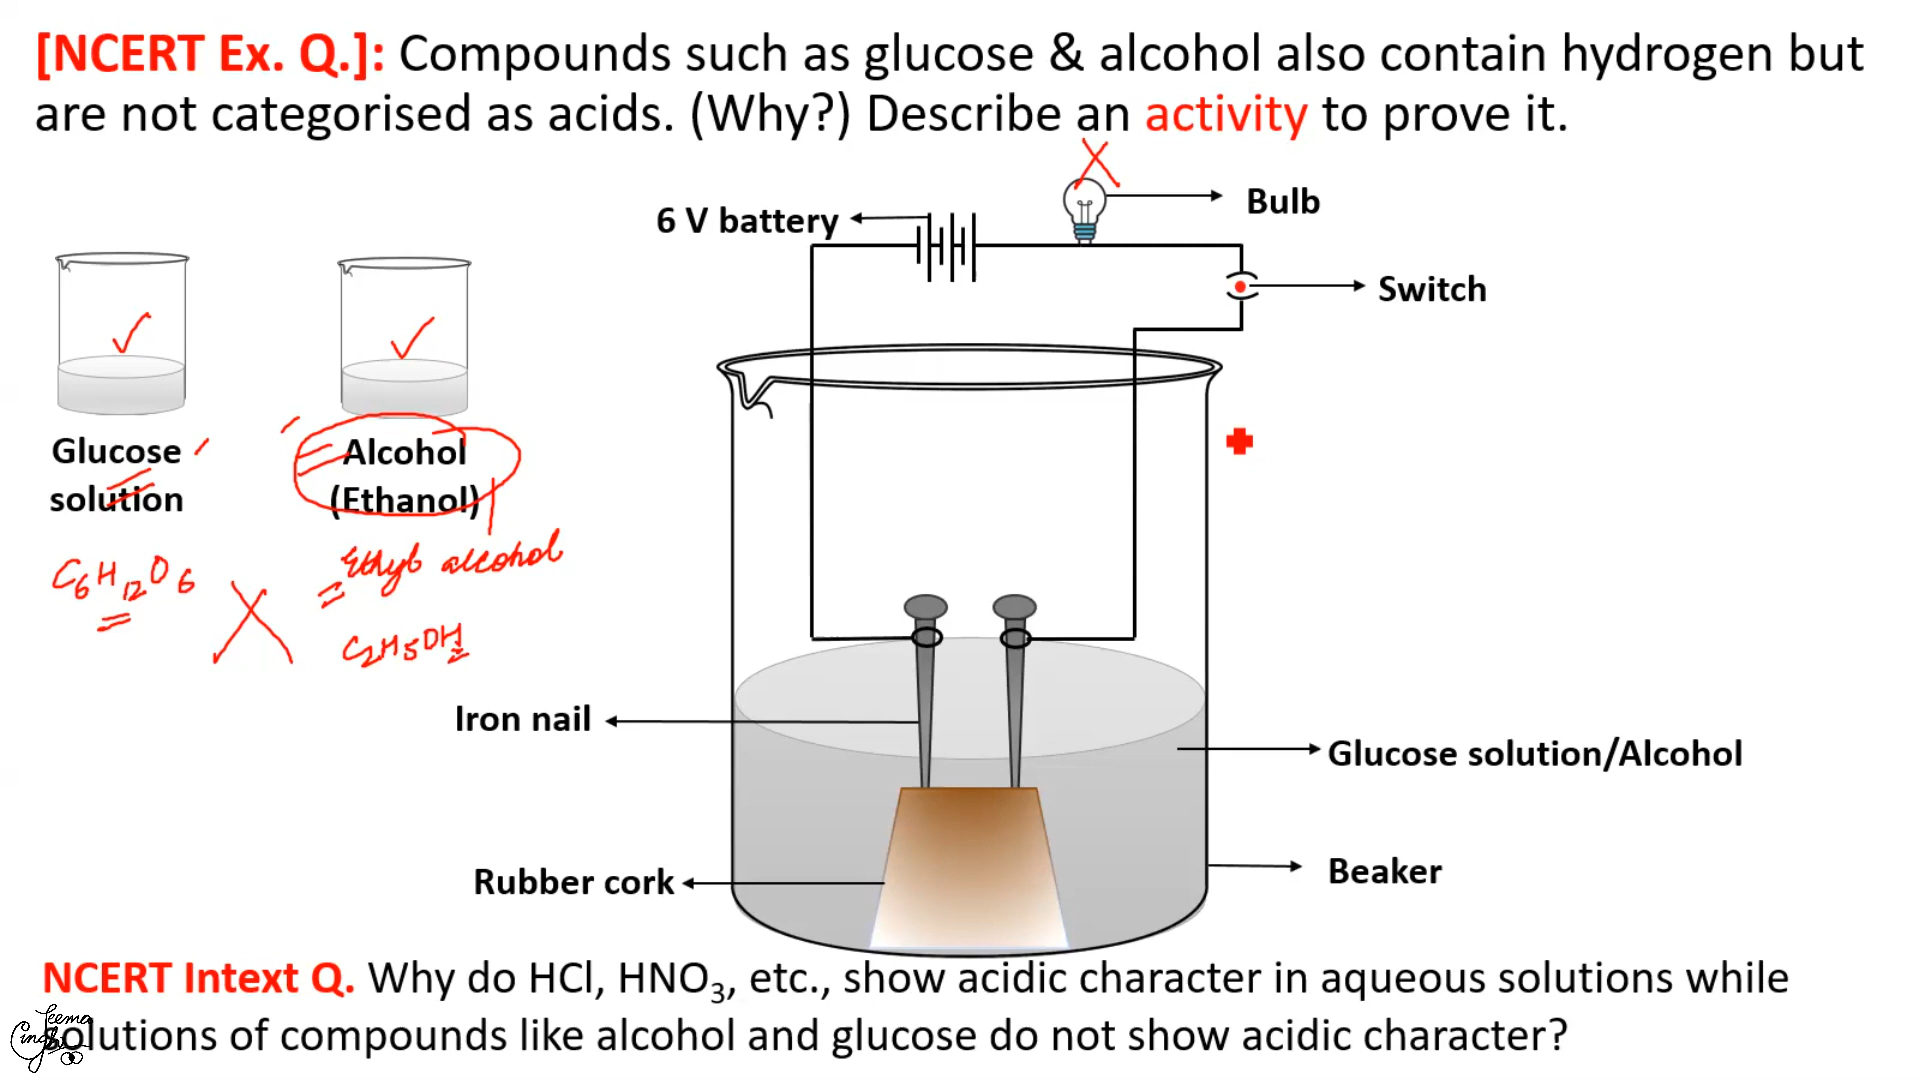 [NCERT Ex. Q.]: Compounds such as glucose & alcohol also contain hydrogen but
are not categorised as acids. (Why?) Describe an activity to prove it.
Bulb
6 V battery
Switch
Glucose
solution
Alcohol
(Ethanol)
C₆H₁₂O₆
Ethyl alcohol
C₂H₅OH
Iron nail
Glucose solution/Alcohol
Rubber cork
Beaker
NCERT Intext Q. Why do HCl, HNO₃, etc., show acidic character in aqueous solutions while
solutions of compounds like alcohol and glucose do not show acidic character?